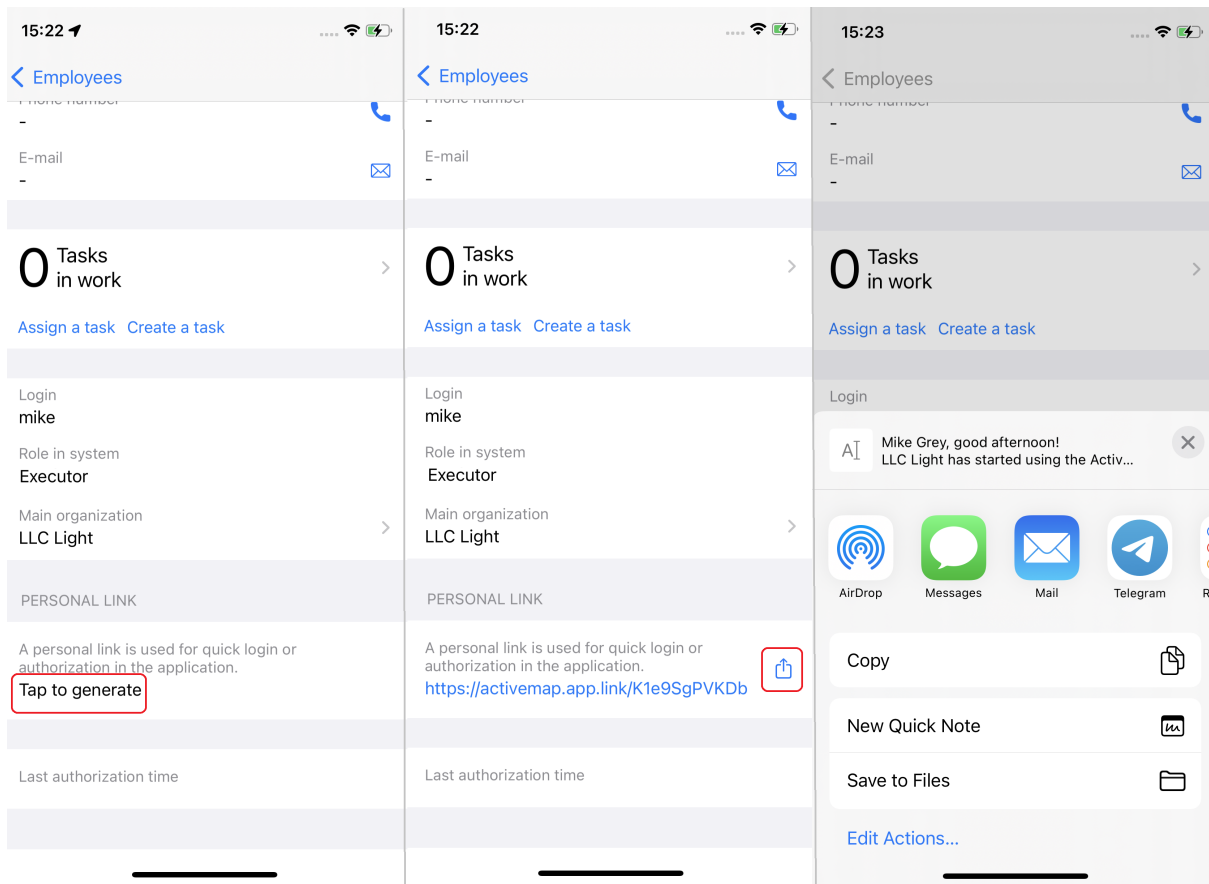 15:22
Employees
Phone number
-
E-mail
-
0 Tasks
in work
Assign a task Create a task
Login
mike
Role in system
Executor
Main organization
LLC Light
PERSONAL LINK
A personal link is used for quick login or
authorization in the application.
Tap to generate
Last authorization time
15:22
Employees
Phone number
-
E-mail
-
0 Tasks
in work
Assign a task Create a task
Login
mike
Role in system
Executor
Main organization
LLC Light
PERSONAL LINK
A personal link is used for quick login or
authorization in the application.
https://activemap.app.link/K1e9SgPVKDb
Last authorization time
15:23
Employees
Phone number
-
E-mail
-
0 Tasks
in work
Assign a task Create a task
Login
Mike Grey, good afternoon!
LLC Light has started using the Activ...
AirDrop Messages Mail Telegram R
Copy
New Quick Note
Save to Files
Edit Actions...